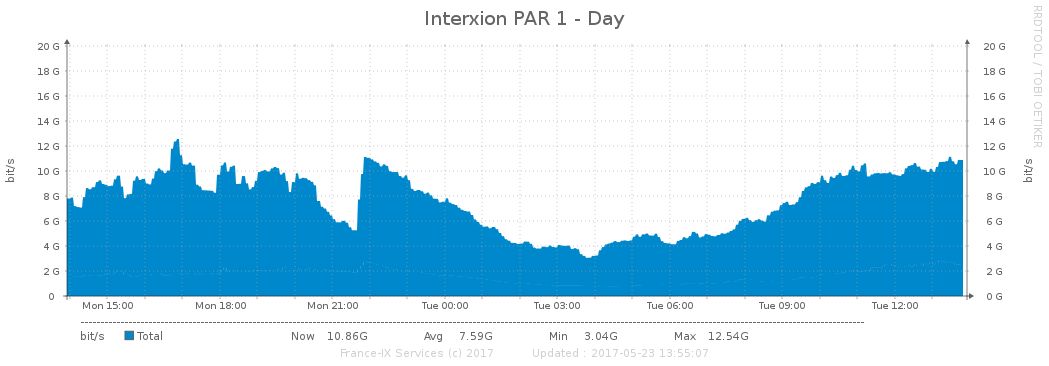 Interxion PAR 1 - Day
RRDTOOL / TOBI OETIKER
bit/s
20 G 20 G
18 G 18 G
16 G 16 G
14 G 14 G
12 G 12 G
10 G 10 G
8 G 8 G
6 G 6 G
4 G 4 G
2 G 2 G
0 0 G
bit/s
Mon 15:00 Mon 18:00 Mon 21:00 Tue 00:00 Tue 03:00 Tue 06:00 Tue 09:00 Tue 12:00
bit/s Total Now 10.86G Avg 7.59G Min 3.04G Max 12.54G
France-IX Services (c) 2017 Updated : 2017-05-23 13:55:07